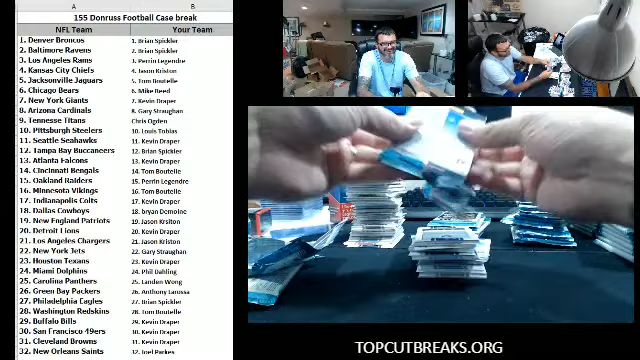 A B
155 Donruss Football Case break
NFL Team Your Team
1. Denver Broncos 1. Brian Spickler
2. Baltimore Ravens 2. Brian Spickler
3. Los Angeles Rams 3. Perrin Legendre
4. Kansas City Chiefs 4. Jason Kriston
5. Jacksonville Jaguars 5. Tom Boutelle
6. Chicago Bears 6. Mike Reed
7. New York Giants 7. Kevin Draper
8. Arizona Cardinals 8. Gary Straughan
9. Tennesse Titans Chris Ogden
10. Pittsburgh Steelers 10. Louis Tobias
11. Seattle Seahawks 11. Kevin Draper
12. Tampa Bay Buccaneers 12. Brian Spickler
13. Atlanta Falcons 13. Kevin Draper
14. Cincinnati Bengals 14. Tom Boutelle
15. Oakland Raiders 15. Perrin Legendre
16. Minnesota Vikings 16. Tom Boutelle
17. Indianapolis Colts 17. Kevin Draper
18. Dallas Cowboys 18. bryan Demoine
19. New England Patriots 19. Jason Kriston
20. Detroit Lions 20. Kevin Draper
21. Los Angeles Chargers 21. Jason Kriston
22. New York Jets 22. Gary Straughan
23. Houston Texans 23. Kevin Draper
24. Miami Dolphins 24. Phil Dahling
25. Carolina Panthers 25. Landen Wong
26. Green Bay Packers 26. Anthony Larossa
27. Philadelphia Eagles 27. Brian Spickler
28. Washington Redskins 28. Tom Boutelle
29. Buffalo Bills 29. Kevin Draper
30. San Francisco 49ers 30. Kevin Draper
31. Cleveland Browns 31. Kevin Draper
32. New Orleans Saints 32. Joel Parkes
TOPCUTBREAKS.ORG